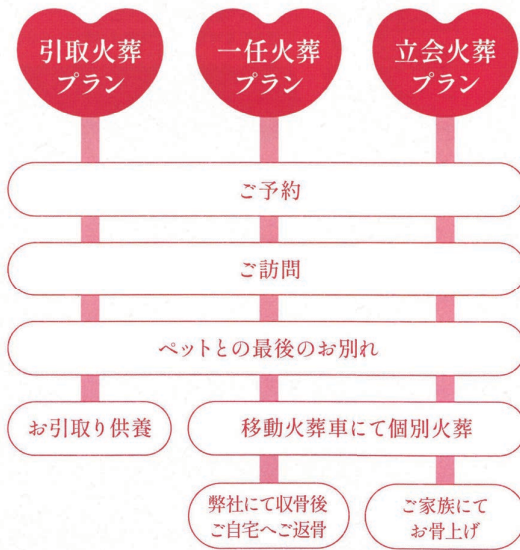 引取火葬
プラン
一任火葬
プラン
立会火葬
プラン
ご予約
ご訪問
ペットとの最後のお別れ
お引取り供養
移動火葬車にて個別火葬
弊社にて収骨後
ご自宅へご返骨
ご家族にて
お骨上げ